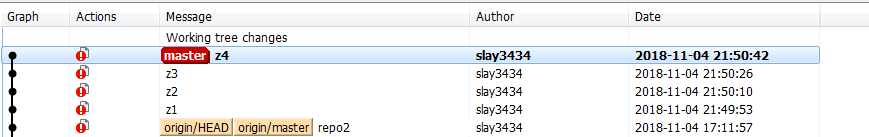 Graph Actions Message Author Date
Working tree changes
master z4 slay3434 2018-11-04 21:50:42
z3 slay3434 2018-11-04 21:50:26
z2 slay3434 2018-11-04 21:50:10
z1 slay3434 2018-11-04 21:49:53
origin/HEAD origin/master repo2 slay3434 2018-11-04 17:11:57